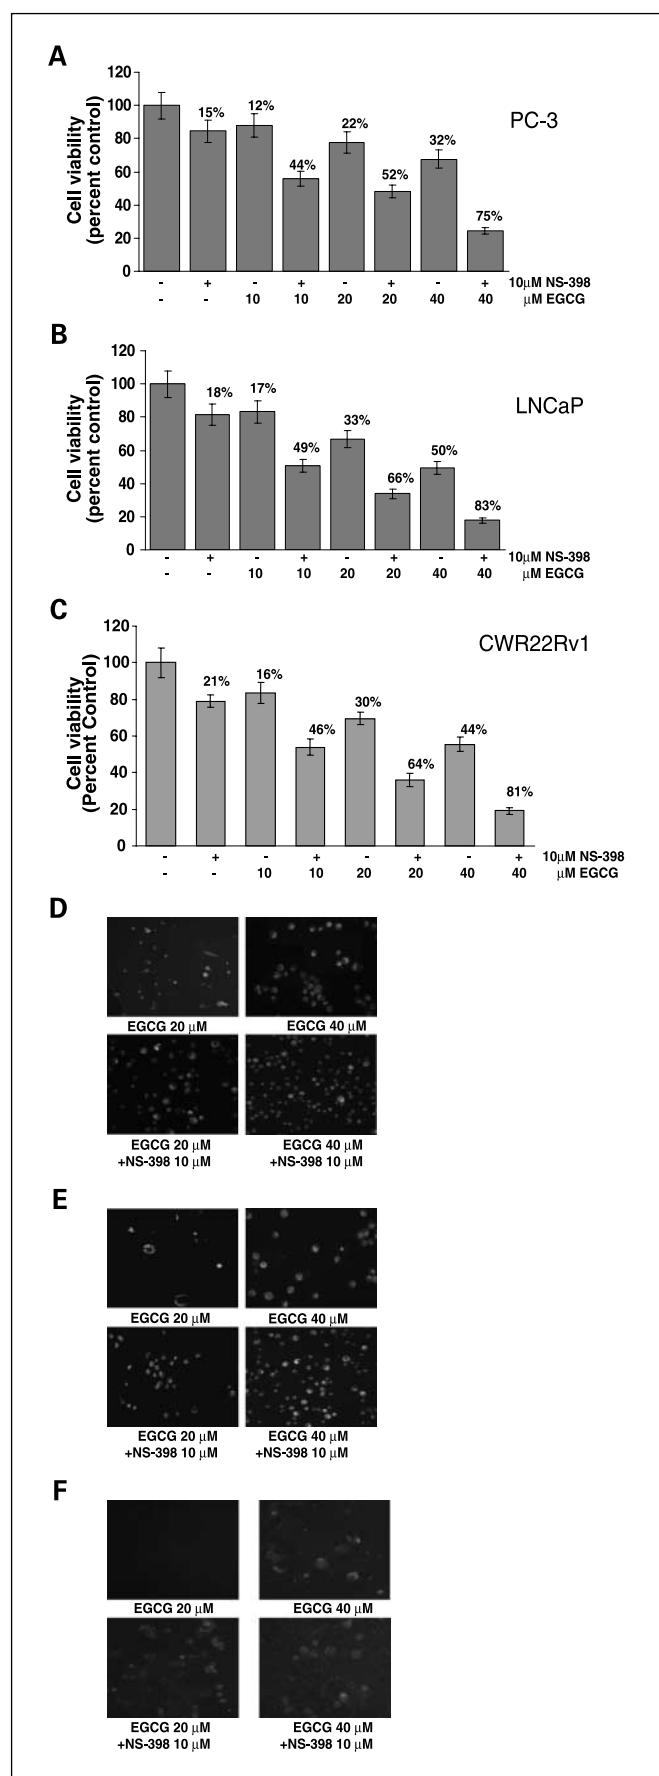 A
120
100
80
60
40
20
0
Cell viability
(percent control)
15%
12%
44%
22%
52%
32%
75%
PC-3
- + - + - + - + 10μM NS-398
- - 10 10 20 20 40 40 μM EGCG
B
120
100
80
60
40
20
0
Cell viability
(percent control)
18%
17%
49%
33%
66%
50%
83%
LNCaP
- + - + - + - + 10μM NS-398
- - 10 10 20 20 40 40 μM EGCG
C
120
100
80
60
40
20
0
Cell viability
(Percent Control)
21%
16%
46%
30%
64%
44%
81%
CWR22Rv1
- + - + - + - + 10μM NS-398
- - 10 10 20 20 40 40 μM EGCG
D
EGCG 20 μM
EGCG 40 μM
EGCG 20 μM
+NS-398 10 μM
EGCG 40 μM
+NS-398 10 μM
E
EGCG 20 μM
EGCG 40 μM
EGCG 20 μM
+NS-398 10 μM
EGCG 40 μM
+NS-398 10 μM
F
EGCG 20 μM
EGCG 40 μM
EGCG 20 μM
+NS-398 10 μM
EGCG 40 μM
+NS-398 10 μM